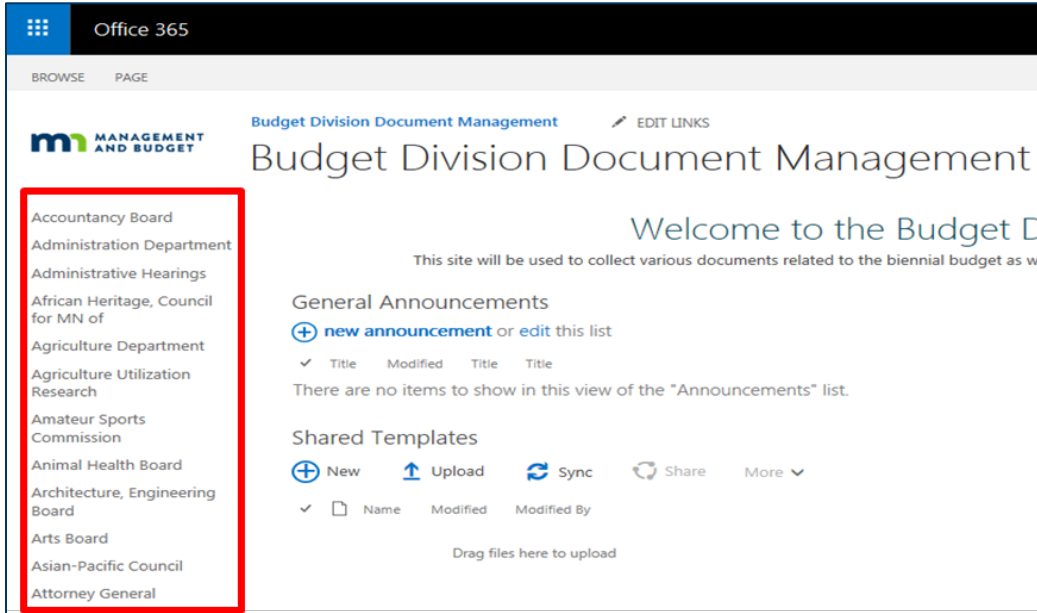 Office 365
BROWSE PAGE
MANAGEMENT
AND BUDGET
Budget Division Document Management EDIT LINKS
Budget Division Document Management
Accountancy Board
Administration Department
Administrative Hearings
African Heritage, Council
for MN of
Agriculture Department
Agriculture Utilization
Research
Amateur Sports
Commission
Animal Health Board
Architecture, Engineering
Board
Arts Board
Asian-Pacific Council
Attorney General
Welcome to the Budget D
This site will be used to collect various documents related to the biennial budget as w
General Announcements
new announcement or edit this list
Title Modified Title Title
There are no items to show in this view of the "Announcements" list.
Shared Templates
New Upload Sync Share More
Name Modified Modified By
Drag files here to upload